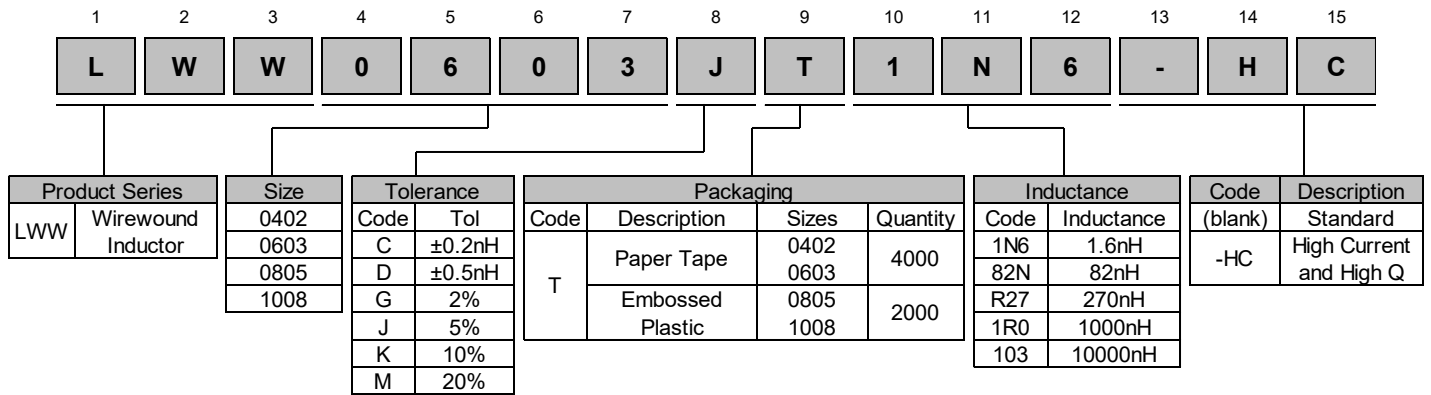 1 2 3 4 5 6 7 8 9 10 11 12 13 14 15
L W W 0 6 0 3 J T 1 N 6 - H C
Product Series
LWW Wirewound Inductor
Size
0402
0603
0805
1008
Tolerance
Code Tol
C ±0.2nH
D ±0.5nH
G 2%
J 5%
K 10%
M 20%
Packaging
Code Description Sizes Quantity
T
Paper Tape 0402 0603 4000
Embossed Plastic 0805 1008 2000
Inductance
Code Inductance
1N6 1.6nH
82N 82nH
R27 270nH
1R0 1000nH
103 10000nH
Code Description
(blank) Standard
-HC High Current and High Q